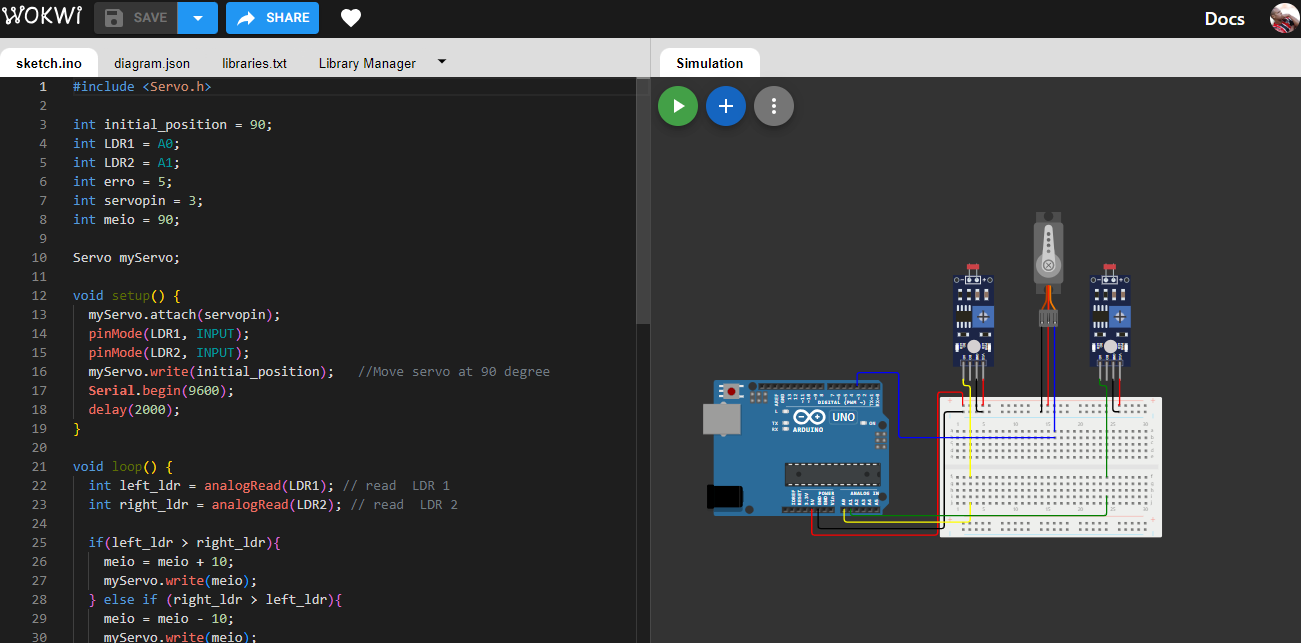 WOKWI SAVE SHARE Docs
sketch.ino diagram.json libraries.txt Library Manager Simulation
1 #include <Servo.h>
2
3 int initial_position = 90;
4 int LDR1 = A0;
5 int LDR2 = A1;
6 int erro = 5;
7 int servopin = 3;
8 int meio = 90;
9
10 Servo myServo;
11
12 void setup() {
13 myServo.attach(servopin);
14 pinMode(LDR1, INPUT);
15 pinMode(LDR2, INPUT);
16 myServo.write(initial_position); //Move servo at 90 degree
17 Serial.begin(9600);
18 delay(2000);
19 }
20
21 void loop() {
22 int left_ldr = analogRead(LDR1); // read LDR 1
23 int right_ldr = analogRead(LDR2); // read LDR 2
24
25 if(left_ldr > right_ldr){
26 meio = meio + 10;
27 myServo.write(meio);
28 } else if (right_ldr > left_ldr){
29 meio = meio - 10;
30 myServo.write(meio);
DIGITAL (PWM ~)
UNO
ARDUINO
TX
RX
ON
POWER
ANALOG IN